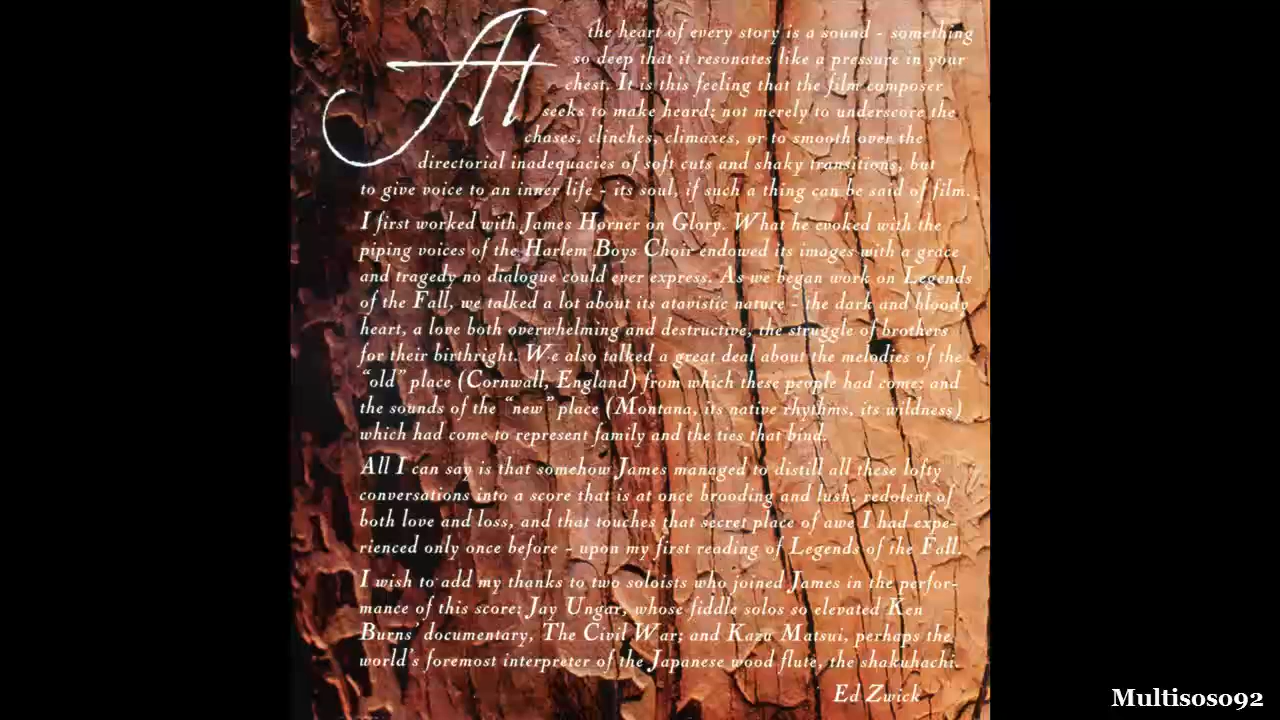 At the heart of every story is a sound - something
so deep that it resonates like a pressure in your
chest. It is this feeling that the film composer
seeks to make heard; not merely to underscore the
chases, clinches, climaxes, or to smooth over the
directorial inadequacies of soft cuts and shaky transitions, but
to give voice to an inner life - its soul, if such a thing can be said of film.
I first worked with James Horner on Glory. What he evoked with the
piping voices of the Harlem Boys Choir endowed its images with a grace
and tragedy no dialogue could ever express. As we began work on Legends
of the Fall, we talked a lot about its atavistic nature - the dark and bloody
heart, a love both overwhelming and destructive, the struggle of brothers
for their birthright. We also talked a great deal about the melodies of the
“old” place (Cornwall, England) from which these people had come; and
the sounds of the “new” place (Montana, its native rhythms, its wildness)
which had come to represent family and the ties that bind.
All I can say is that somehow James managed to distill all these lofty
conversations into a score that is at once brooding and lush, redolent of
both love and loss, and that touches that secret place of awe I had expe-
rienced only once before - upon my first reading of Legends of the Fall.
I wish to add my thanks to two soloists who joined James in the perfor-
mance of this score: Jay Ungar, whose fiddle solos so elevated Ken
Burns' documentary, The Civil War; and Kazu Matsui, perhaps the
world's foremost interpreter of the Japanese wood flute, the shakuhachi.
Ed Zwick
Multisoso92